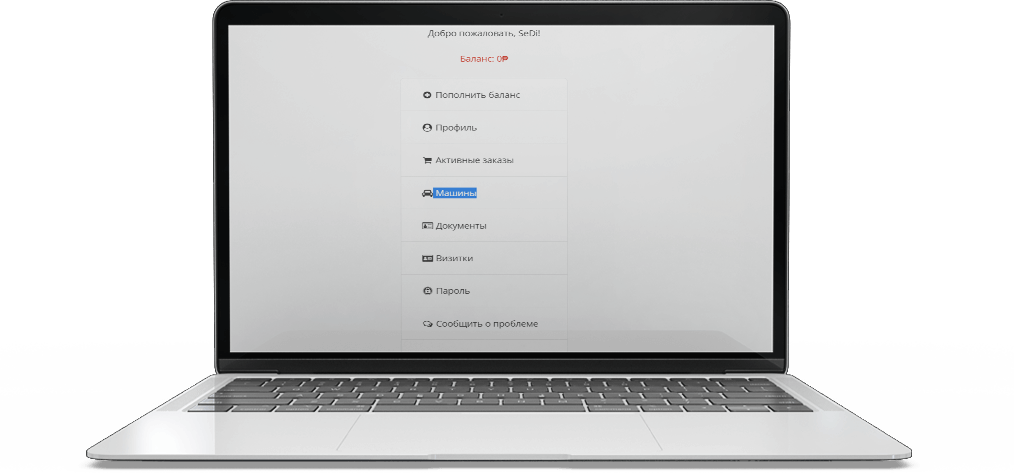 Добро пожаловать, SeDi!
Баланс: 0₽
Пополнить баланс
Профиль
Активные заказы
Машины
Документы
Визитки
Пароль
Сообщить о проблеме